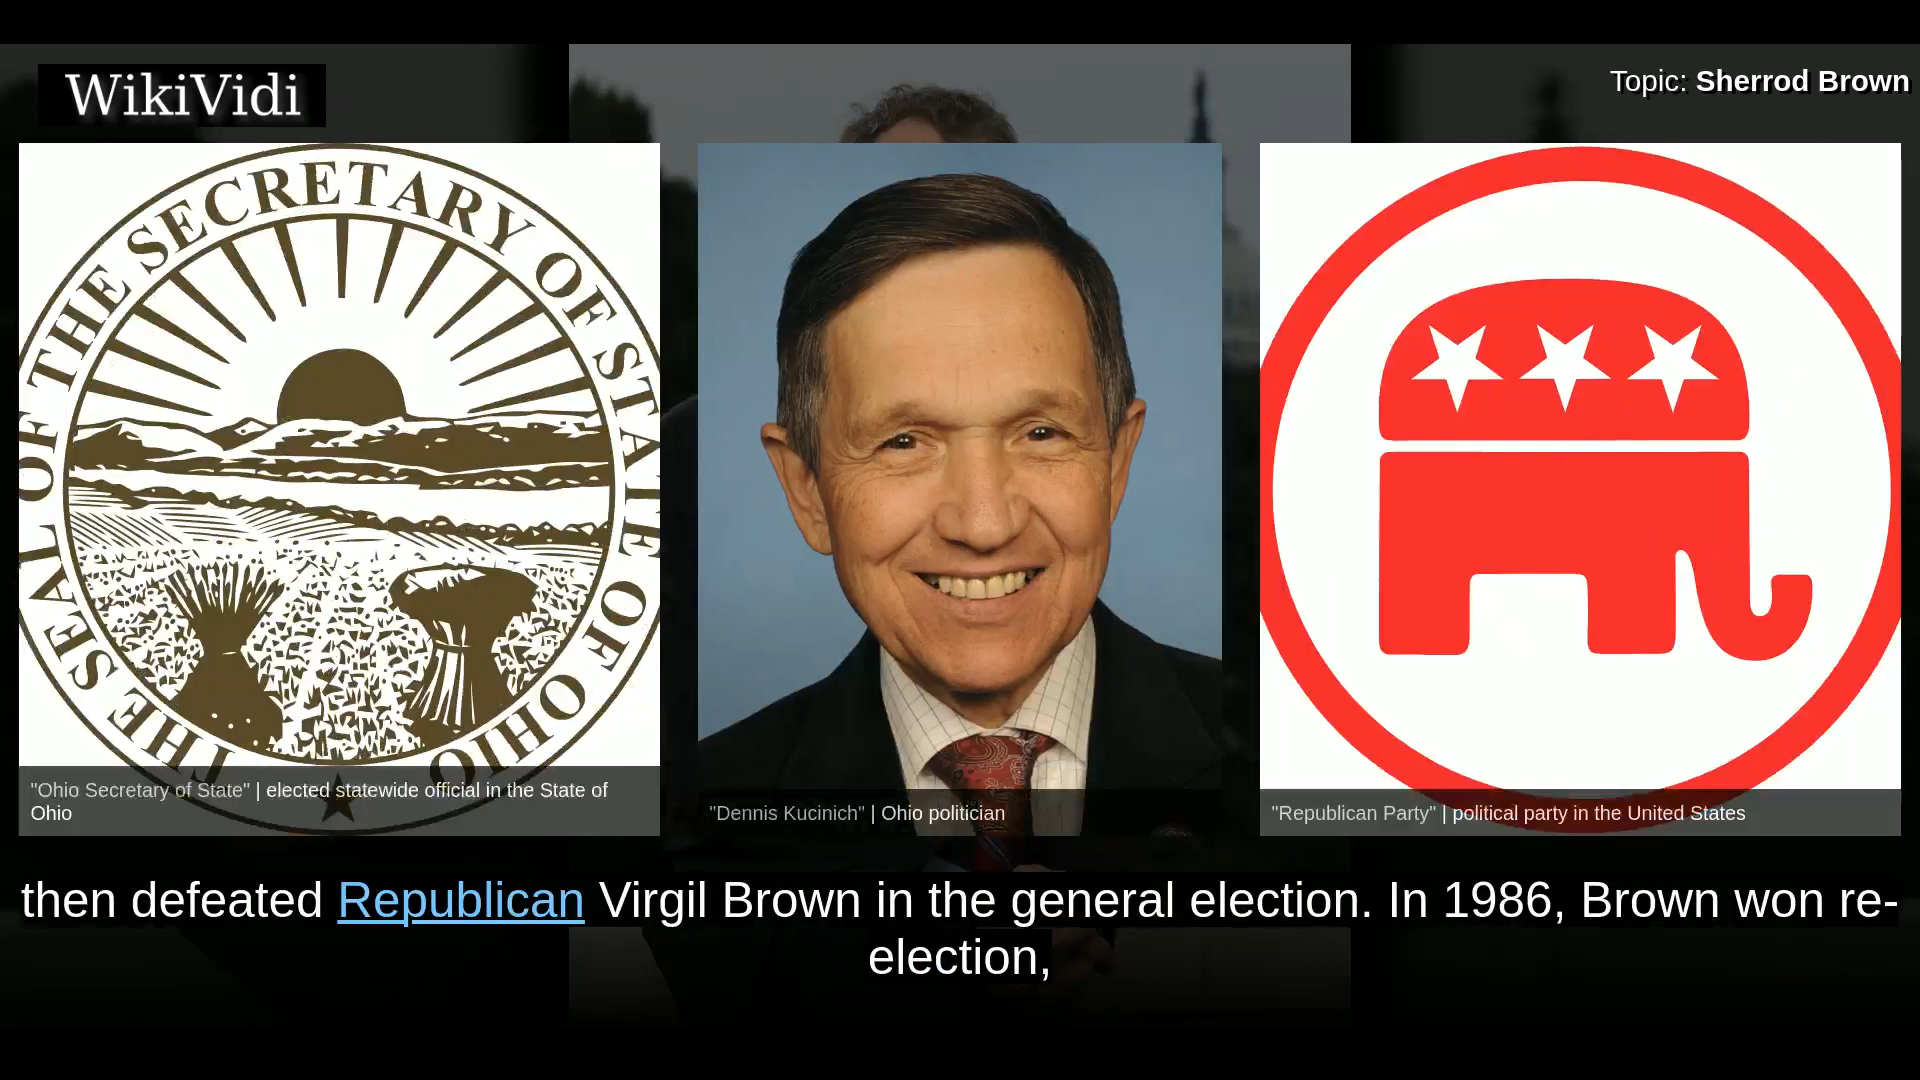 WikiVidi
Topic: Sherrod Brown
THE SEAL OF THE SECRETARY OF STATE OF OHIO
"Ohio Secretary of State" | elected statewide official in the State of
Ohio
"Dennis Kucinich" | Ohio politician
"Republican Party" | political party in the United States
then defeated Republican Virgil Brown in the general election. In 1986, Brown won re-
election,